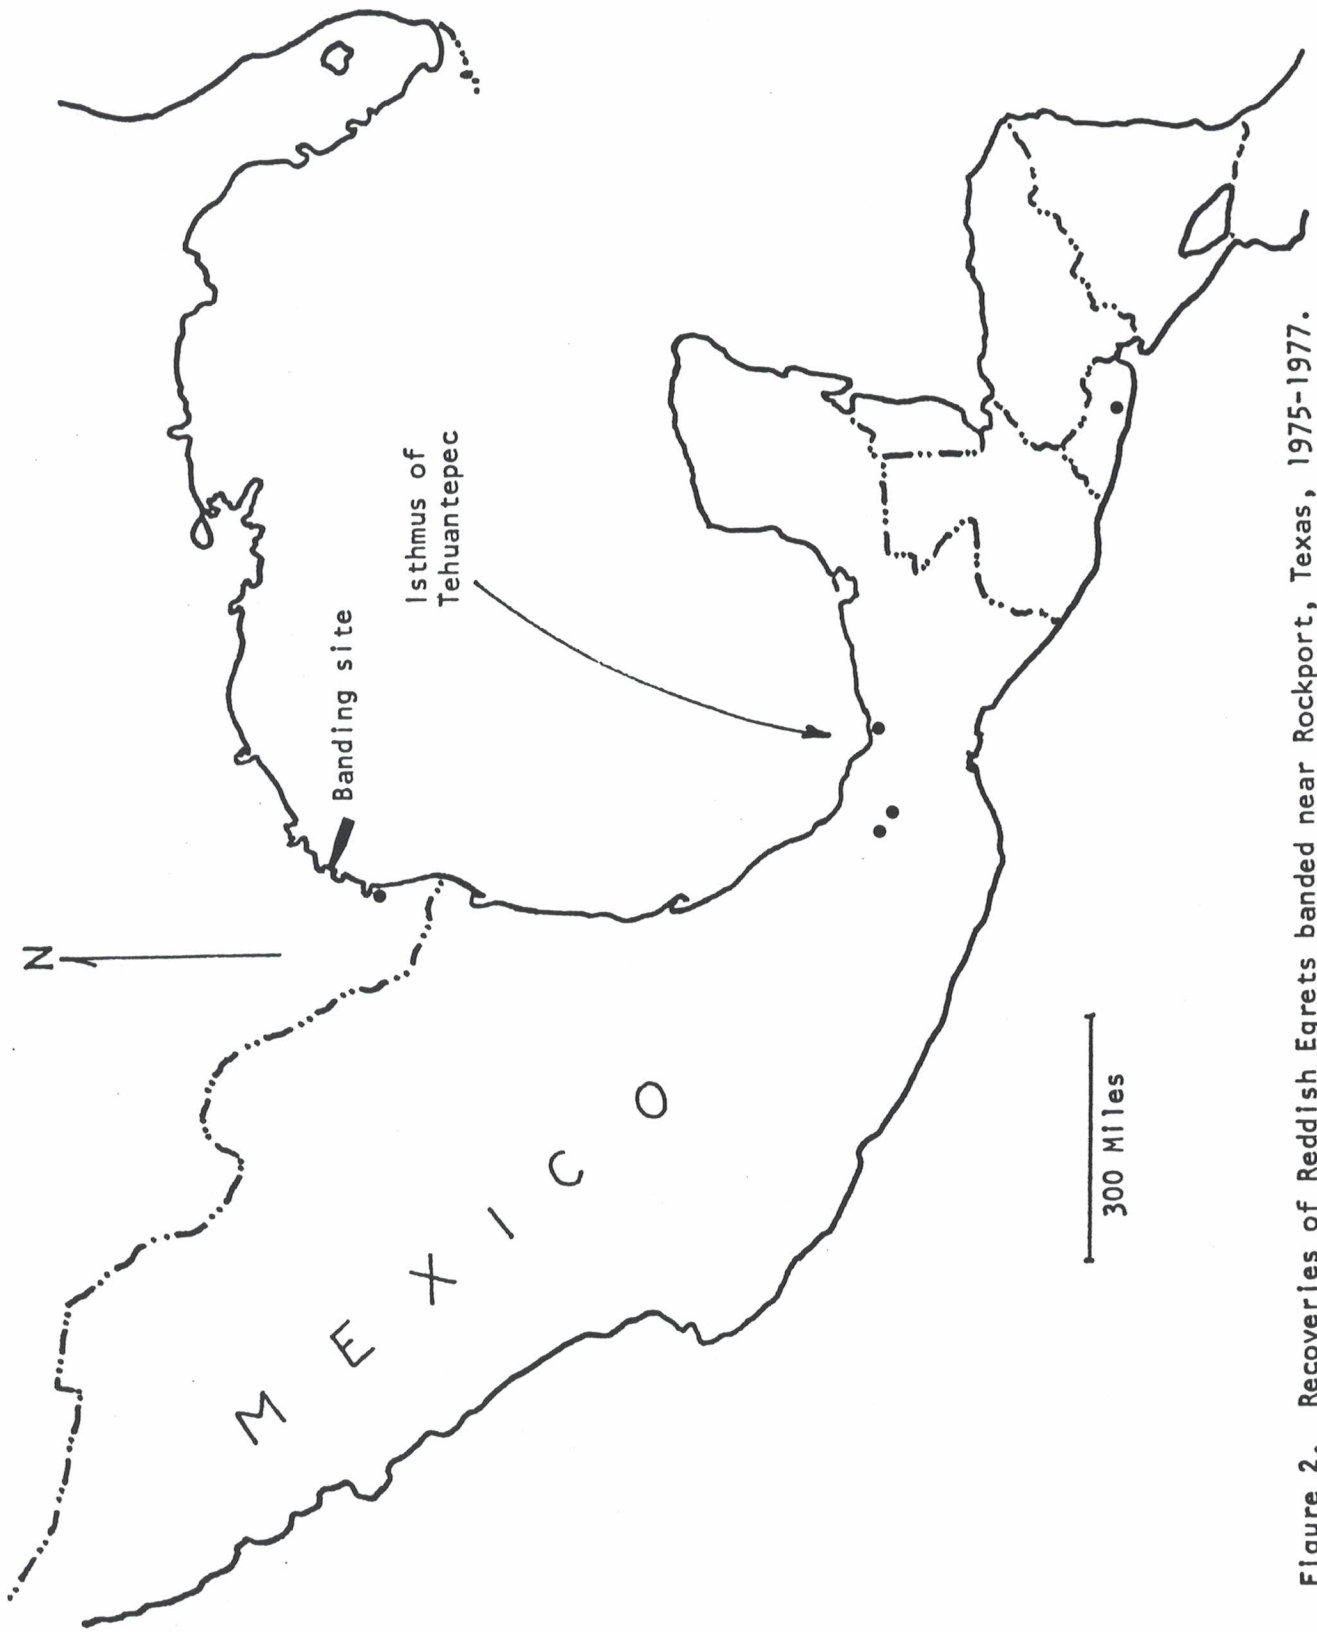 N
Banding site
Isthmus of
Tehuantepec
M E X I C O
300 Miles
Figure 2. Recoveries of Reddish Egrets banded near Rockport, Texas, 1975-1977.